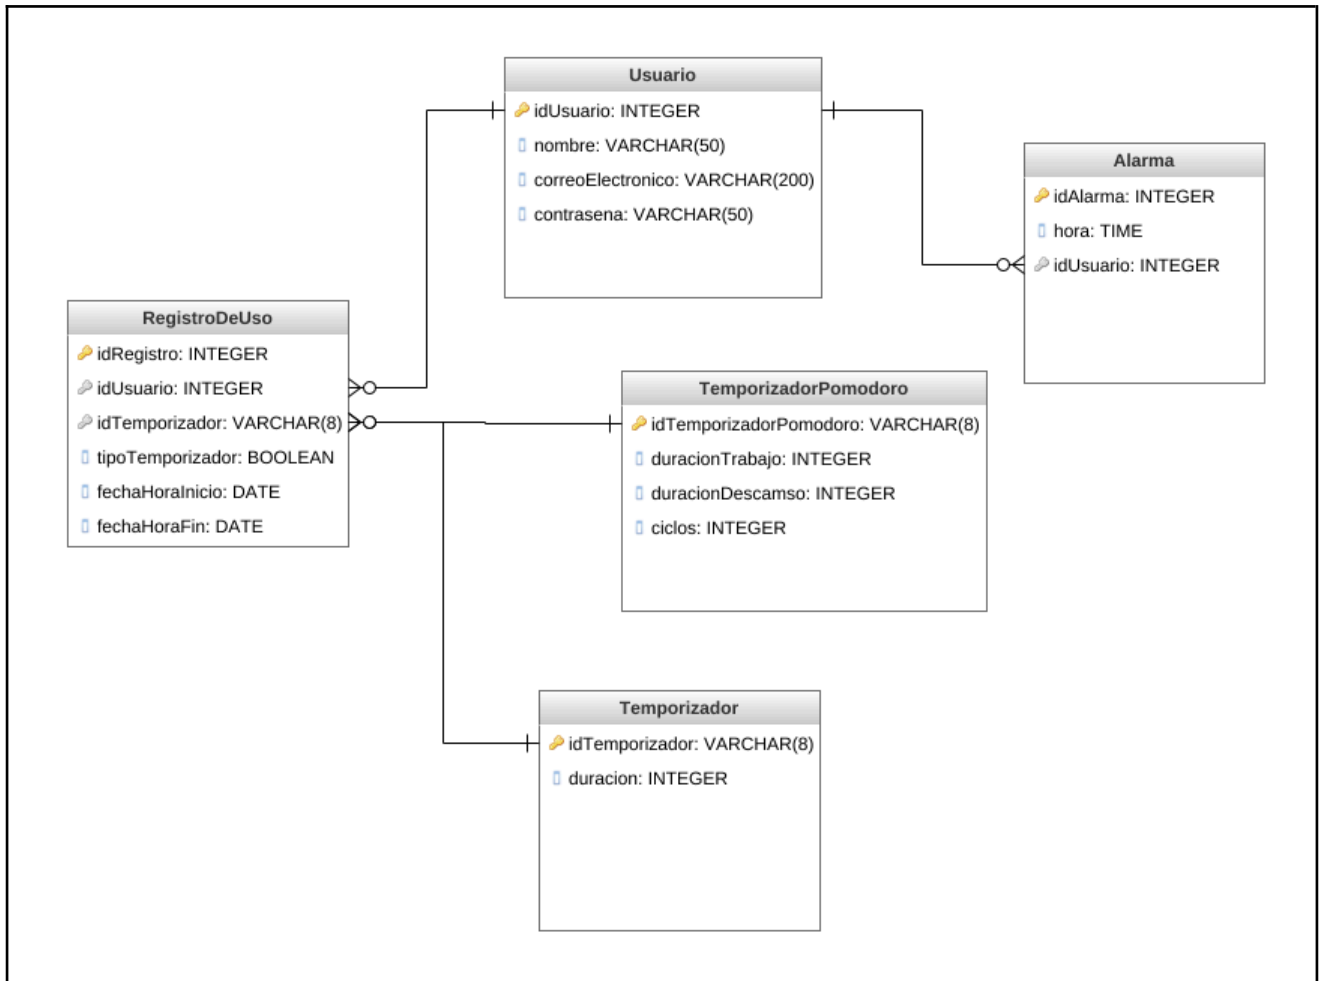 Usuario
idUsuario: INTEGER
nombre: VARCHAR(50)
correoElectronico: VARCHAR(200)
contrasena: VARCHAR(50)
Alarma
idAlarma: INTEGER
hora: TIME
idUsuario: INTEGER
RegistroDeUso
idRegistro: INTEGER
idUsuario: INTEGER
idTemporizador: VARCHAR(8)
tipoTemporizador: BOOLEAN
fechaHoraInicio: DATE
fechaHoraFin: DATE
TemporizadorPomodoro
idTemporizadorPomodoro: VARCHAR(8)
duracionTrabajo: INTEGER
duracionDescamso: INTEGER
ciclos: INTEGER
Temporizador
idTemporizador: VARCHAR(8)
duracion: INTEGER